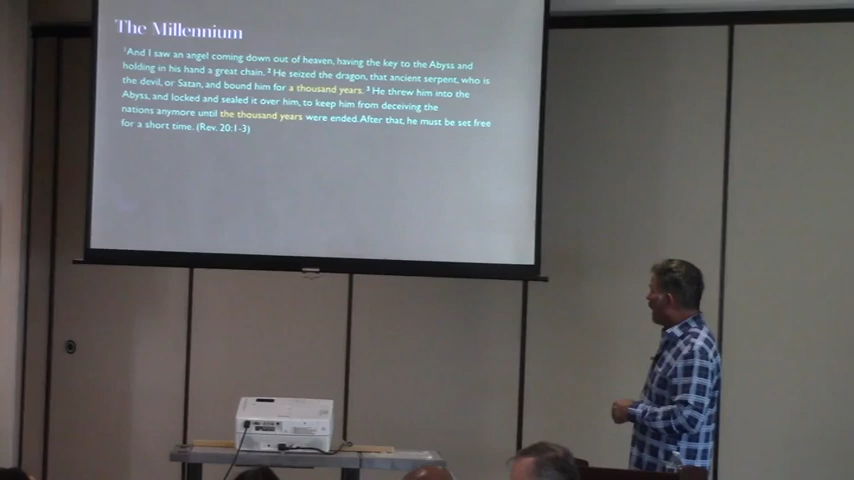 The Millennium
¹And I saw an angel coming down out of heaven, having the key to the Abyss and
holding in his hand a great chain. ² He seized the dragon, that ancient serpent, who is
the devil, or Satan, and bound him for a thousand years. ³ He threw him into the
Abyss, and locked and sealed it over him, to keep him from deceiving the
nations anymore until the thousand years were ended. After that, he must be set free
for a short time. (Rev. 20:1-3)